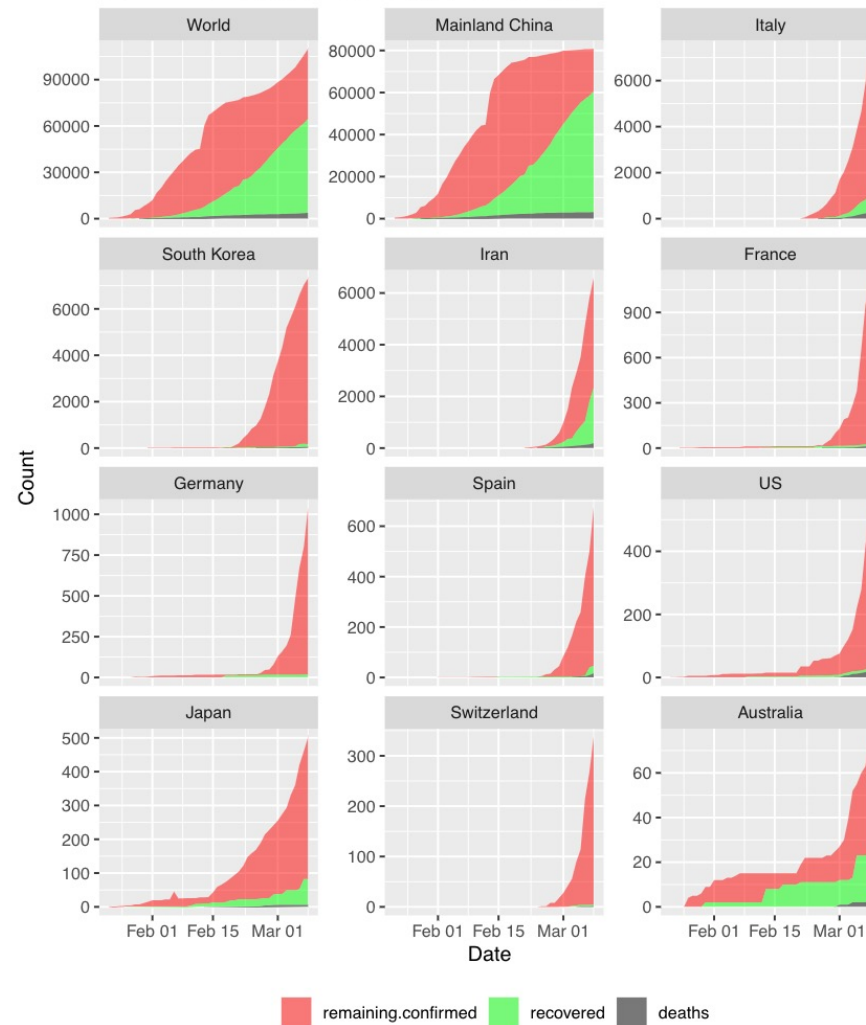 World
Mainland China
Italy
90000
60000
30000
0
80000
60000
40000
20000
0
6000
4000
2000
0
South Korea
Iran
France
6000
4000
2000
0
6000
4000
2000
0
900
600
300
0
Count
Germany
Spain
US
1000
750
500
250
0
600
400
200
0
400
200
0
Japan
Switzerland
Australia
500
400
300
200
100
0
300
200
100
0
60
40
20
0
Feb 01 Feb 15 Mar 01
Feb 01 Feb 15 Mar 01
Feb 01 Feb 15 Mar 01
Date
remaining.confirmed recovered deaths